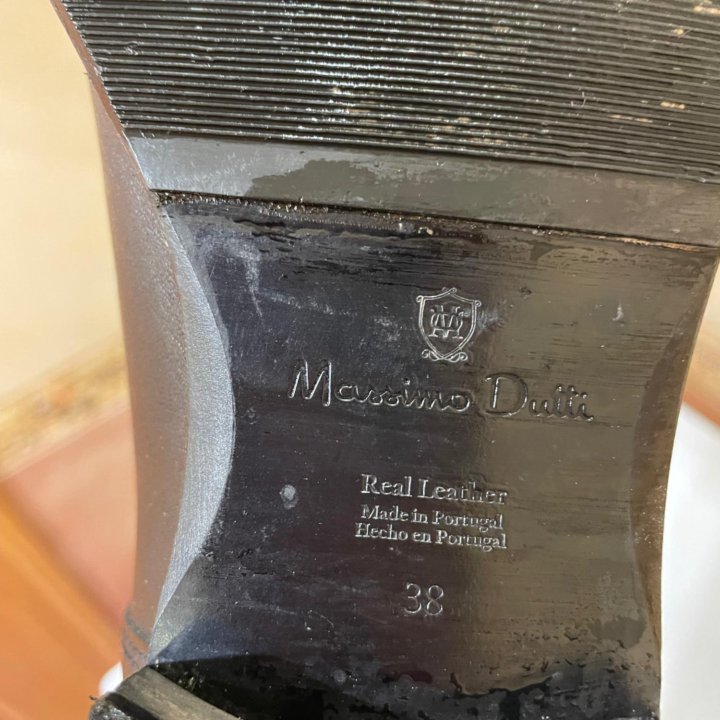 Massimo Dutti
Real Leather
Made in Portugal
Hecho en Portugal
38